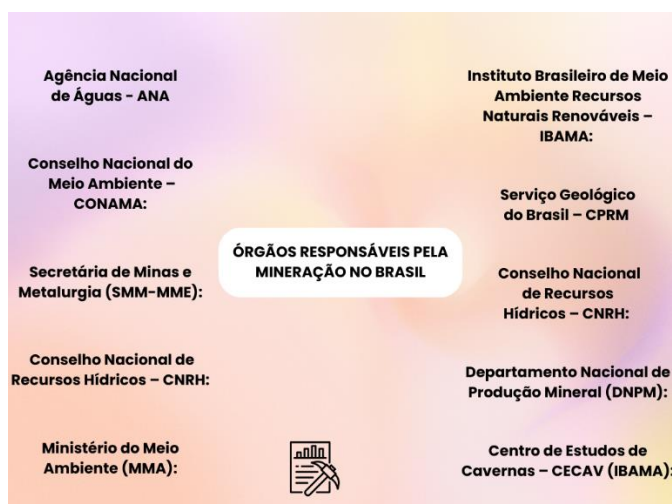 Agência Nacional
de Águas - ANA
Conselho Nacional do
Meio Ambiente –
CONAMA:
Secretária de Minas e
Metalurgia (SMM-MME):
Conselho Nacional de
Recursos Hídricos – CNRH:
Ministério do Meio
Ambiente (MMA):
ÓRGÃOS RESPONSÁVEIS PELA
MINERAÇÃO NO BRASIL
Instituto Brasileiro de Meio
Ambiente Recursos
Naturais Renováveis –
IBAMA:
Serviço Geológico
do Brasil – CPRM
Conselho Nacional
de Recursos
Hídricos – CNRH:
Departamento Nacional de
Produção Mineral (DNPM):
Centro de Estudos de
Cavernas – CECAV (IBAMA):